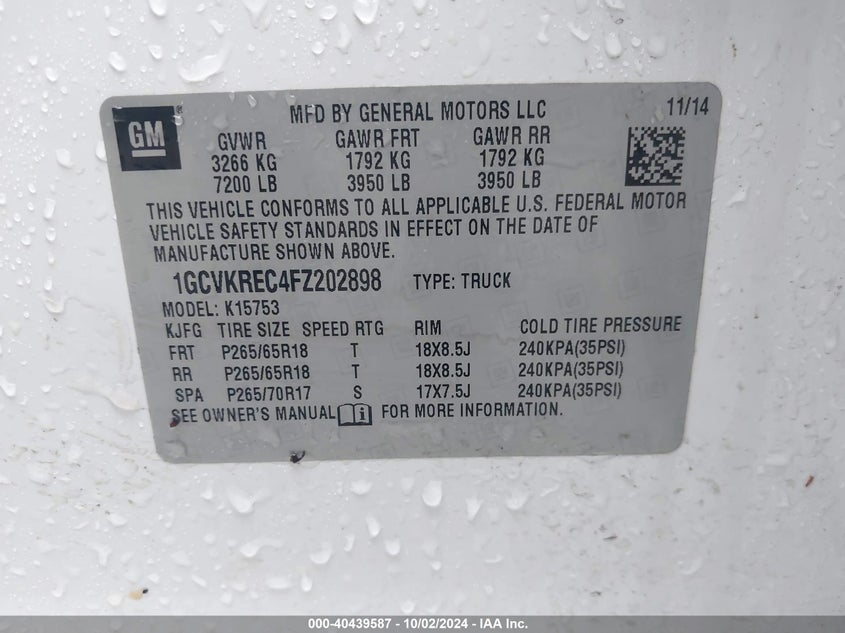 GM
MFD BY GENERAL MOTORS LLC 11/14
GVWR GAWR FRT GAWR RR
3266 KG 1792 KG 1792 KG
7200 LB 3950 LB 3950 LB
THIS VEHICLE CONFORMS TO ALL APPLICABLE U.S. FEDERAL MOTOR
VEHICLE SAFETY STANDARDS IN EFFECT ON THE DATE OF
MANUFACTURE SHOWN ABOVE.
1GCVKREC4FZ202898 TYPE: TRUCK
MODEL: K15753
KJFG TIRE SIZE SPEED RTG RIM COLD TIRE PRESSURE
FRT P265/65R18 T 18X8.5J 240KPA(35PSI)
RR P265/65R18 T 18X8.5J 240KPA(35PSI)
SPA P265/70R17 S 17X7.5J 240KPA(35PSI)
SEE OWNER'S MANUAL FOR MORE INFORMATION.
000-40439587 - 10/02/2024 - IAA Inc.